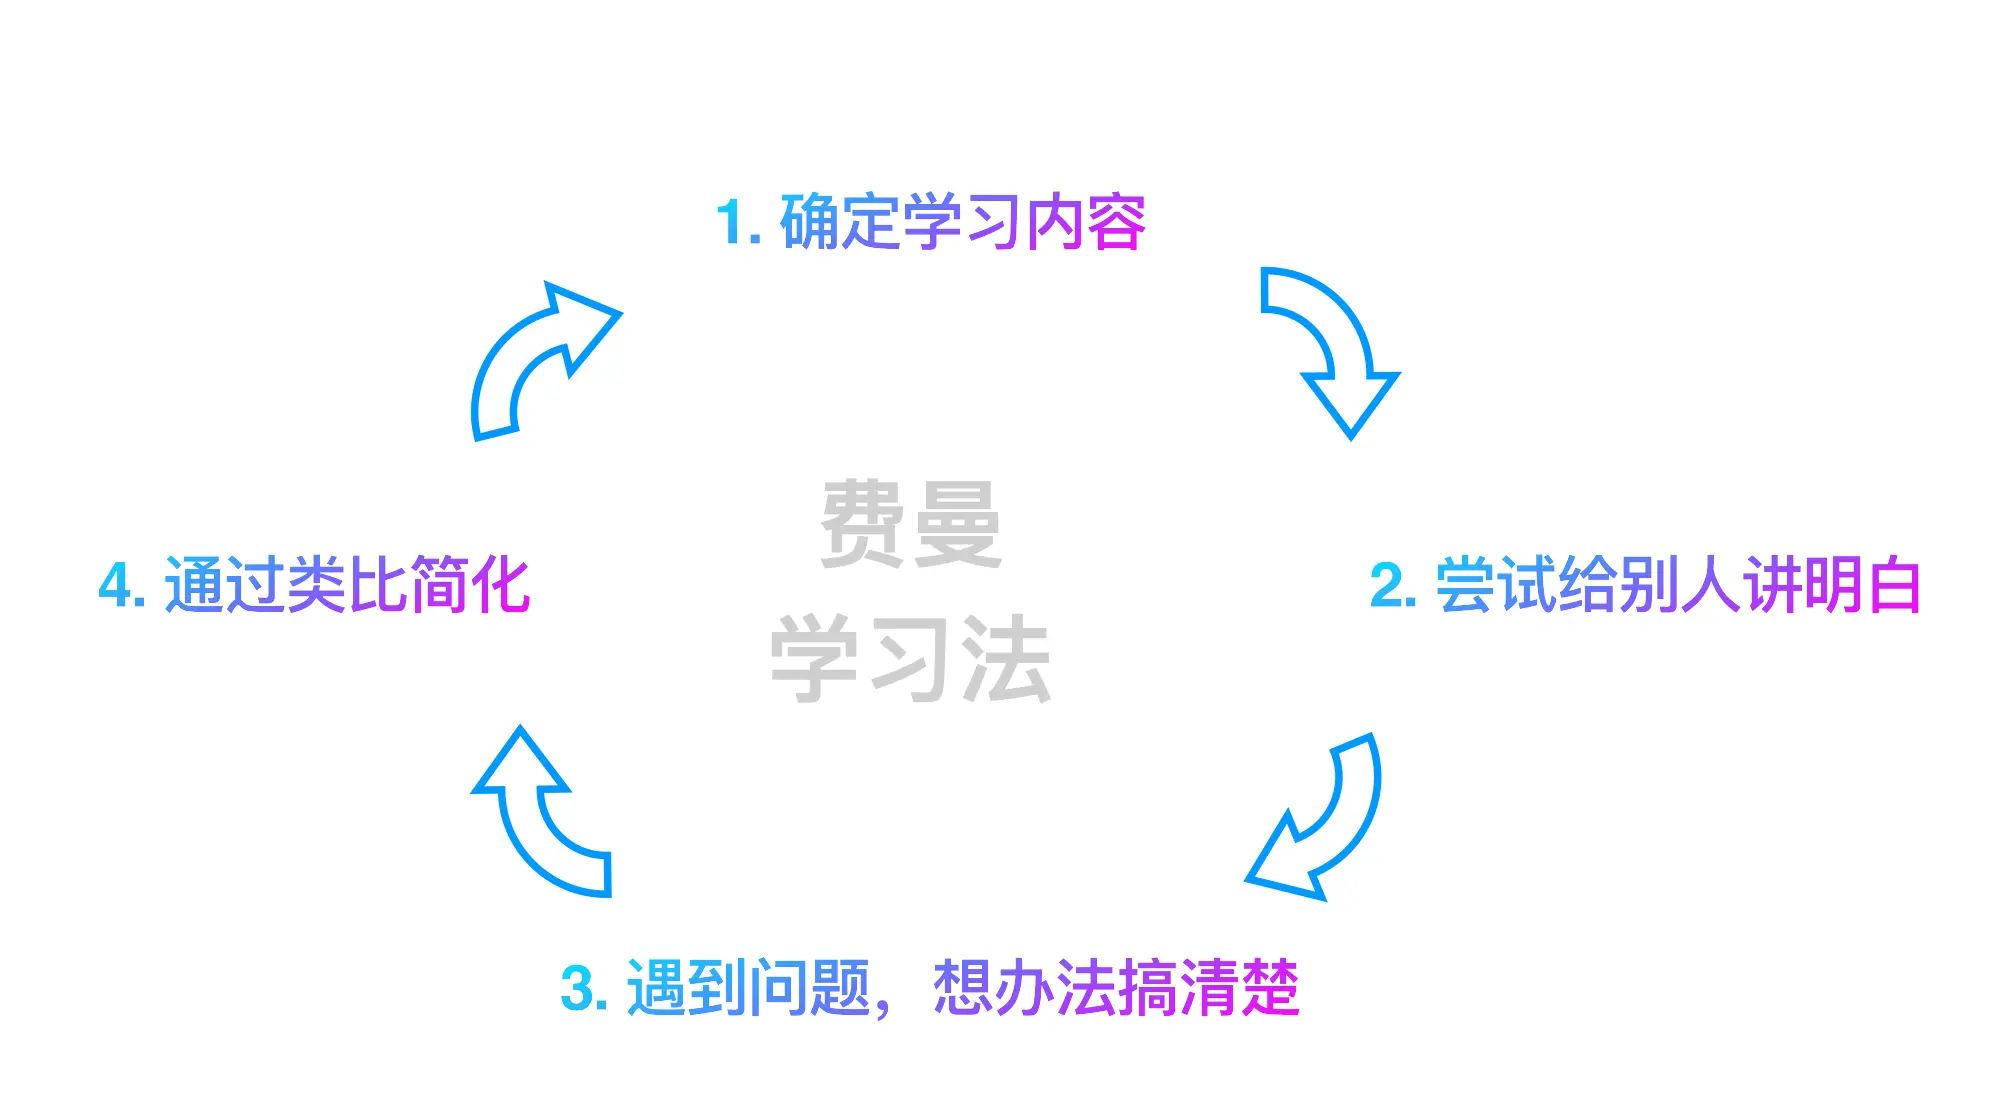 1. 确定学习内容
费曼
学习法
4. 通过类比简化
2. 尝试给别人讲明白
3. 遇到问题，想办法搞清楚